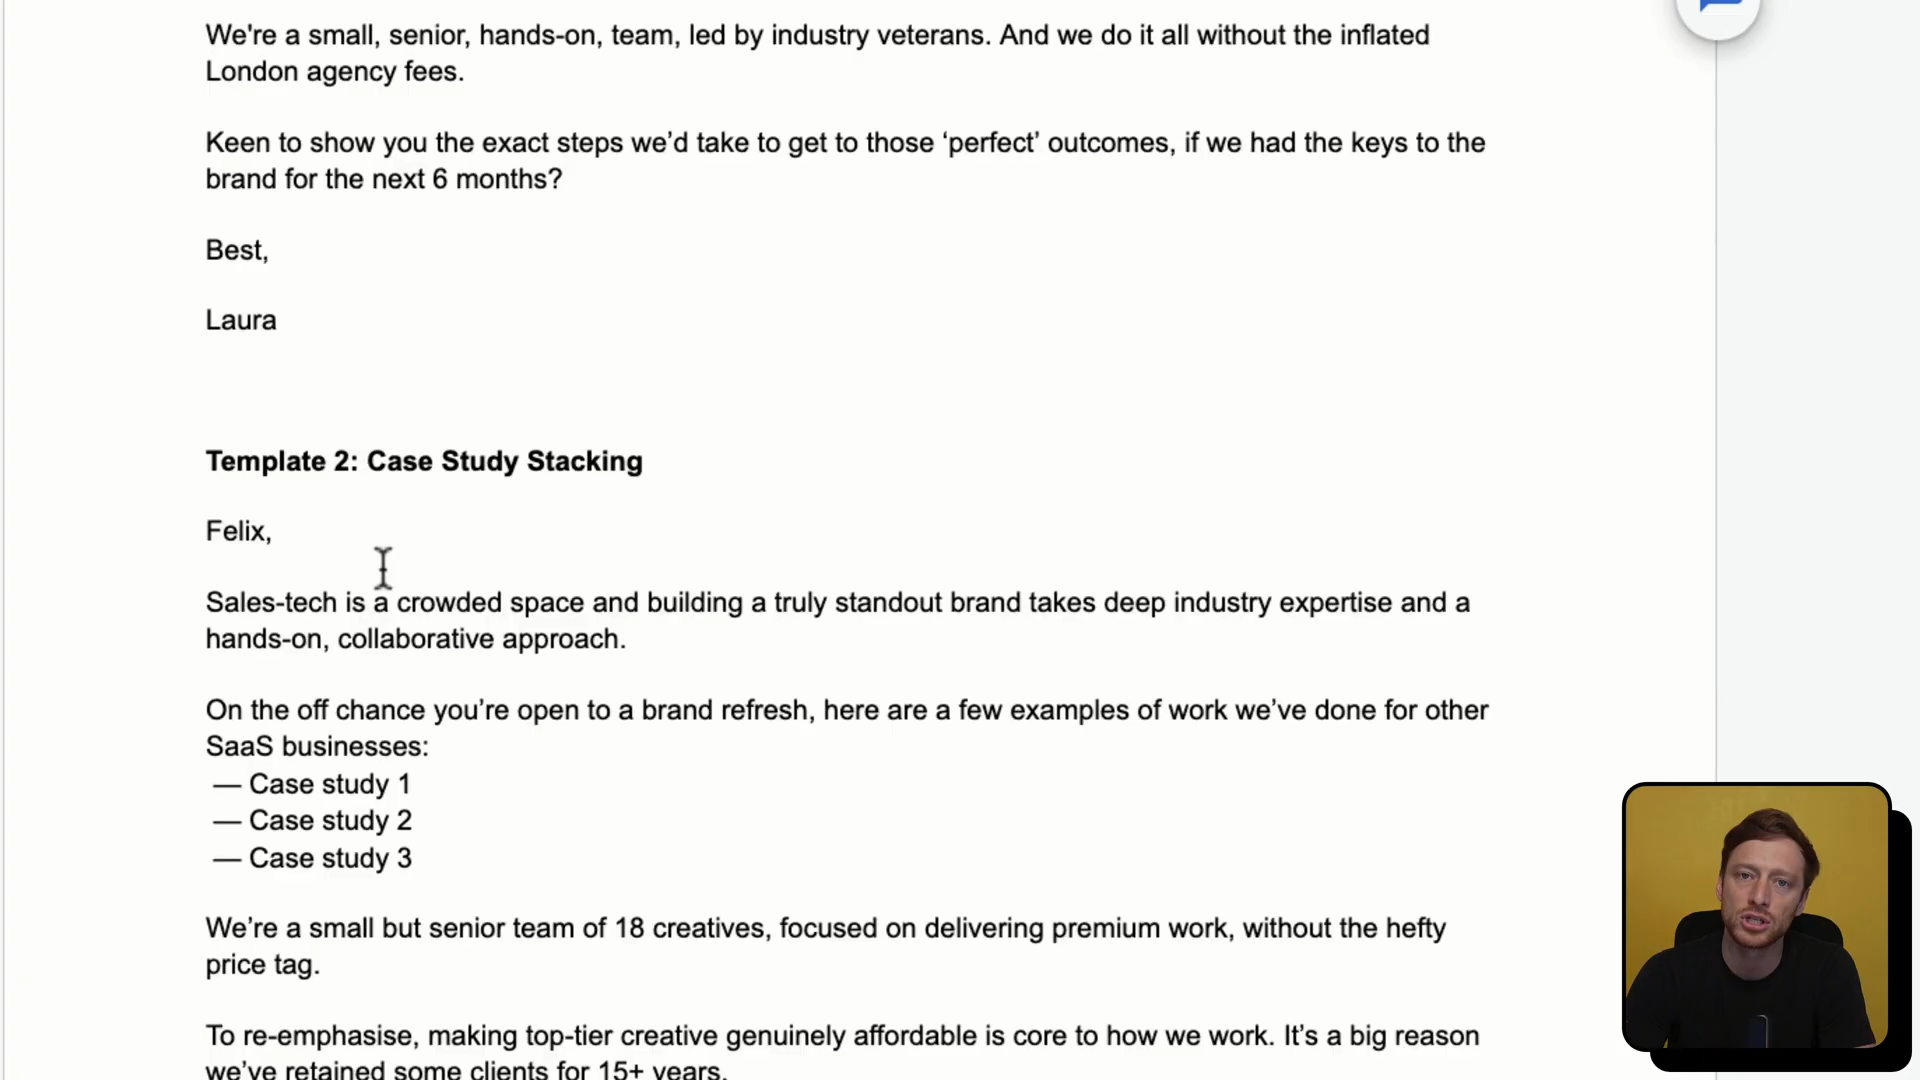 We're a small, senior, hands-on, team, led by industry veterans. And we do it all without the inflated
London agency fees.
Keen to show you the exact steps we’d take to get to those ‘perfect’ outcomes, if we had the keys to the
brand for the next 6 months?
Best,
Laura
Template 2: Case Study Stacking
Felix,
Sales-tech is a crowded space and building a truly standout brand takes deep industry expertise and a
hands-on, collaborative approach.
On the off chance you’re open to a brand refresh, here are a few examples of work we’ve done for other
SaaS businesses:
— Case study 1
— Case study 2
— Case study 3
We’re a small but senior team of 18 creatives, focused on delivering premium work, without the hefty
price tag.
To re-emphasise, making top-tier creative genuinely affordable is core to how we work. It’s a big reason
we’ve retained some clients for 15+ years.